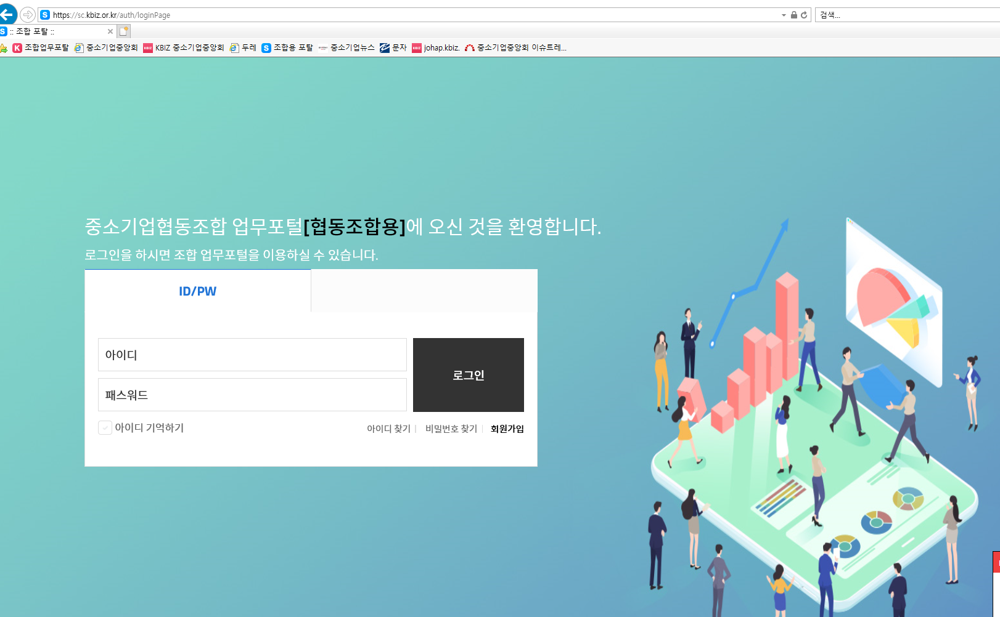 https://sc.kbiz.or.kr/auth/loginPage
검색...
:: 조합 포탈 ::
조합업무포탈 중소기업중앙회 KBIZ 중소기업중앙회 두레 조합용 포탈 중소기업뉴스 문자 johap.kbiz. 중소기업중앙회 이슈트레...
중소기업협동조합 업무포털[협동조합용]에 오신 것을 환영합니다.
로그인을 하시면 조합 업무포털을 이용하실 수 있습니다.
ID/PW
아이디
패스워드
로그인
아이디 기억하기
아이디 찾기 | 비밀번호 찾기 | 회원가입